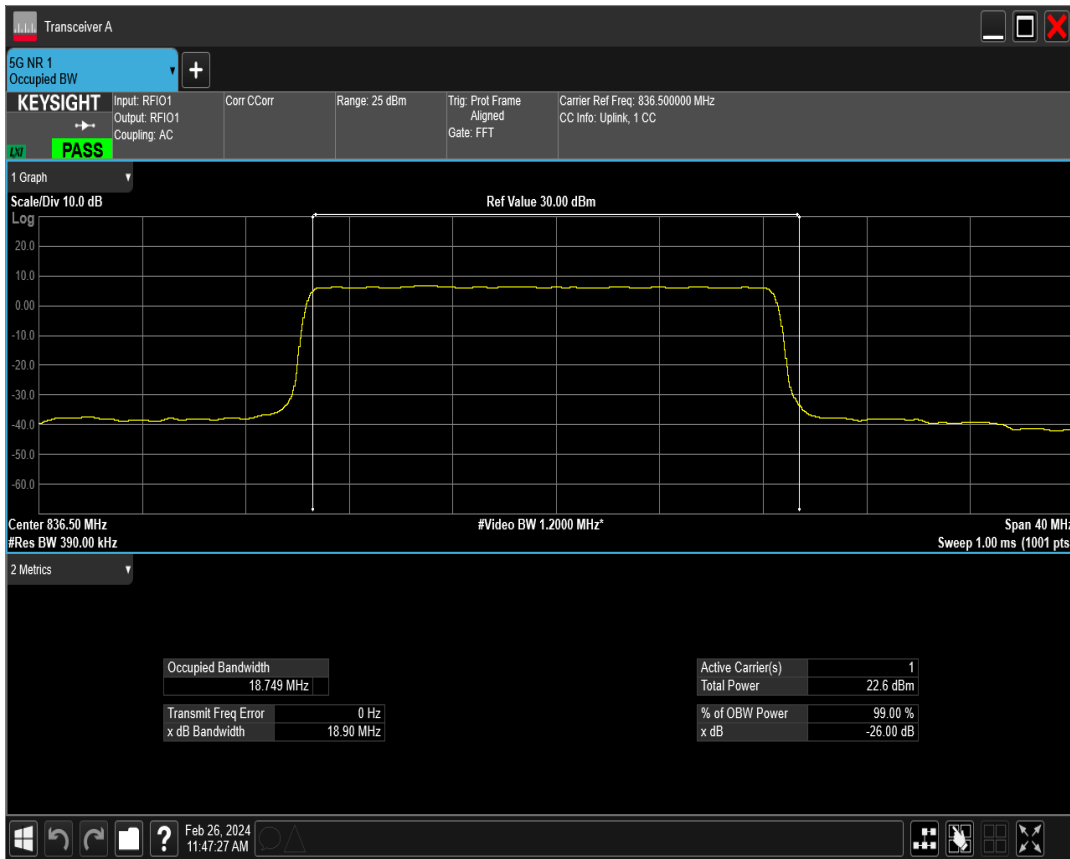 Transceiver A
5G NR 1
Occupied BW
KEYSIGHT
LXI
PASS
Input: RFIO1
Output: RFIO1
Coupling: AC
Corr CCorr
Range: 25 dBm
Trig: Prot Frame
Aligned
Gate: FFT
Carrier Ref Freq: 836.500000 MHz
CC Info: Uplink, 1 CC
1 Graph
Scale/Div 10.0 dB
Ref Value 30.00 dBm
Log
20.0
10.0
0.00
-10.0
-20.0
-30.0
-40.0
-50.0
-60.0
Center 836.50 MHz
#Video BW 1.2000 MHz*
Span 40 MHz
#Res BW 390.00 kHz
Sweep 1.00 ms (1001 pts
2 Metrics
Occupied Bandwidth
18.749 MHz
Active Carrier(s) 1
Total Power 22.6 dBm
Transmit Freq Error 0 Hz
x dB Bandwidth 18.90 MHz
% of OBW Power 99.00 %
x dB -26.00 dB
?
Feb 26, 2024
11:47:27 AM